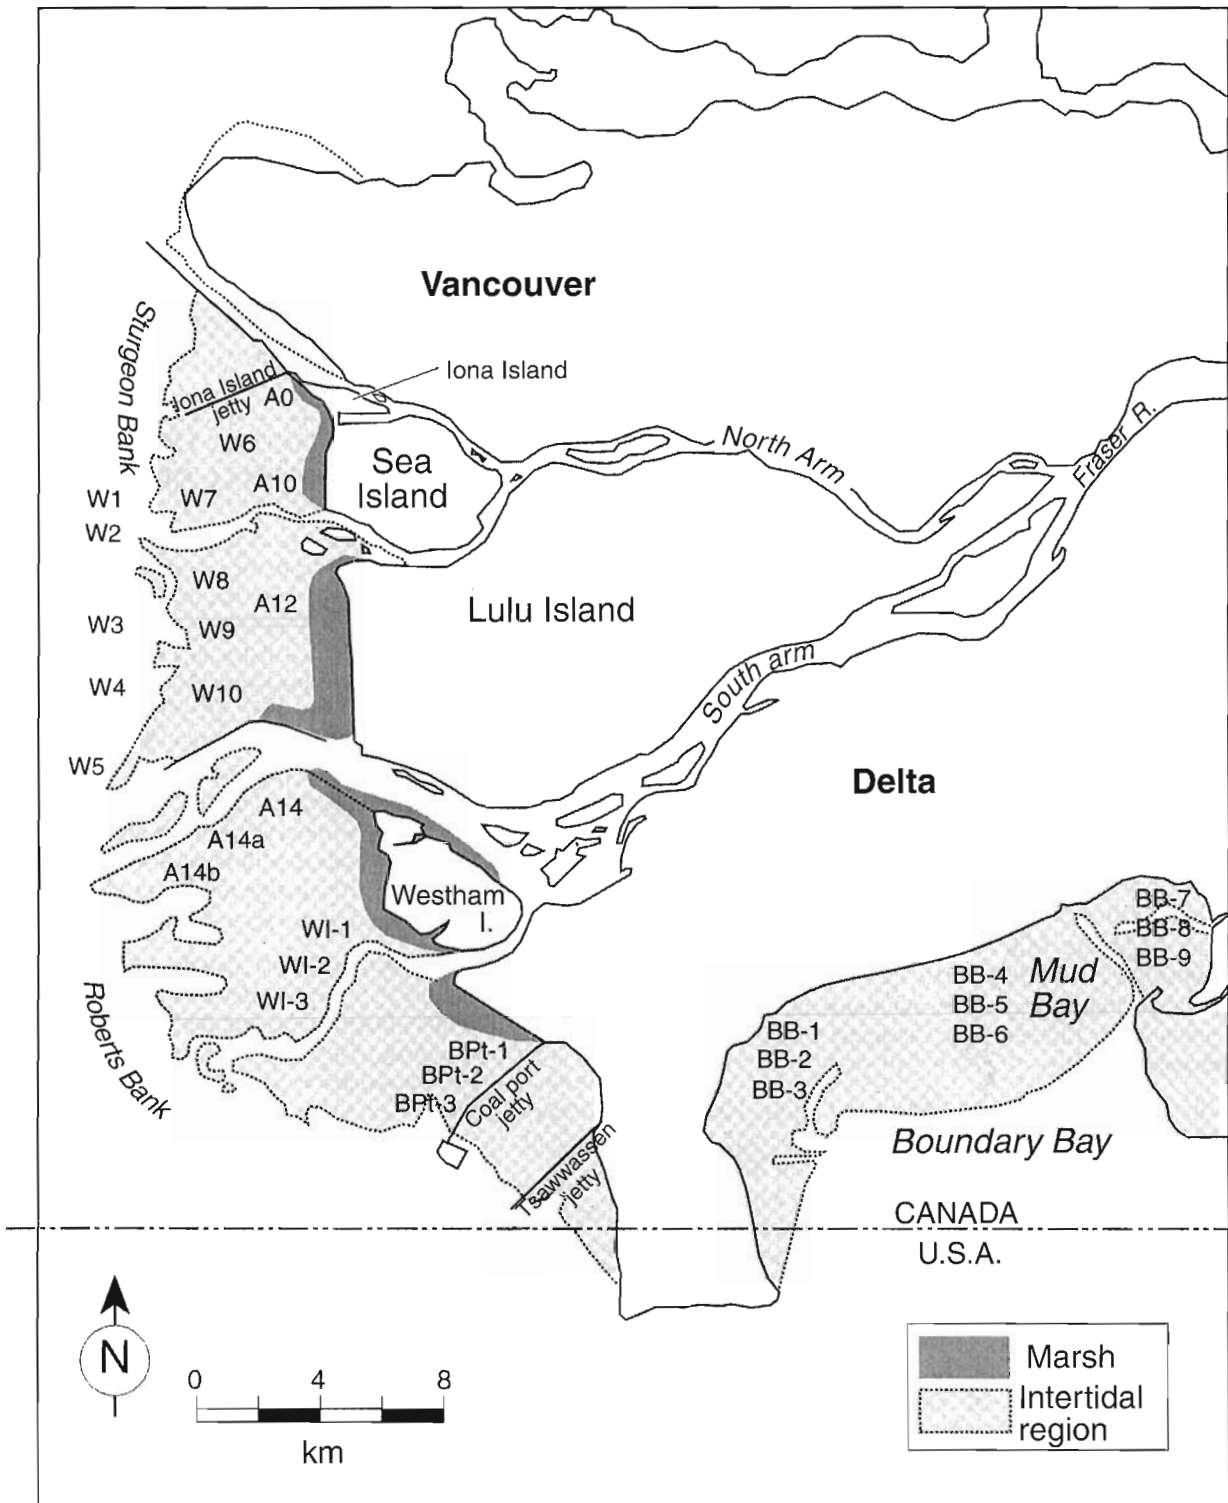 Vancouver
Sturgeon Bank
Iona Island
Iona Island
jetty
A0
W6
Sea
Island
A10
W1
W7
W2
North Arm
Fraser R.
W8
A12
Lulu Island
W3
W9
W4
W10
South arm
W5
Delta
A14
A14a
A14b
Westham
I.
WI-1
WI-2
WI-3
Roberts Bank
BPt-1
BPt-2
BPt-3
Coal port
jetty
Tsawwassen
jetty
BB-7
BB-8
BB-9
BB-4
BB-5
BB-6
Mud
Bay
BB-1
BB-2
BB-3
Boundary Bay
CANADA
U.S.A.
N
0 4 8
km
Marsh
Intertidal
region